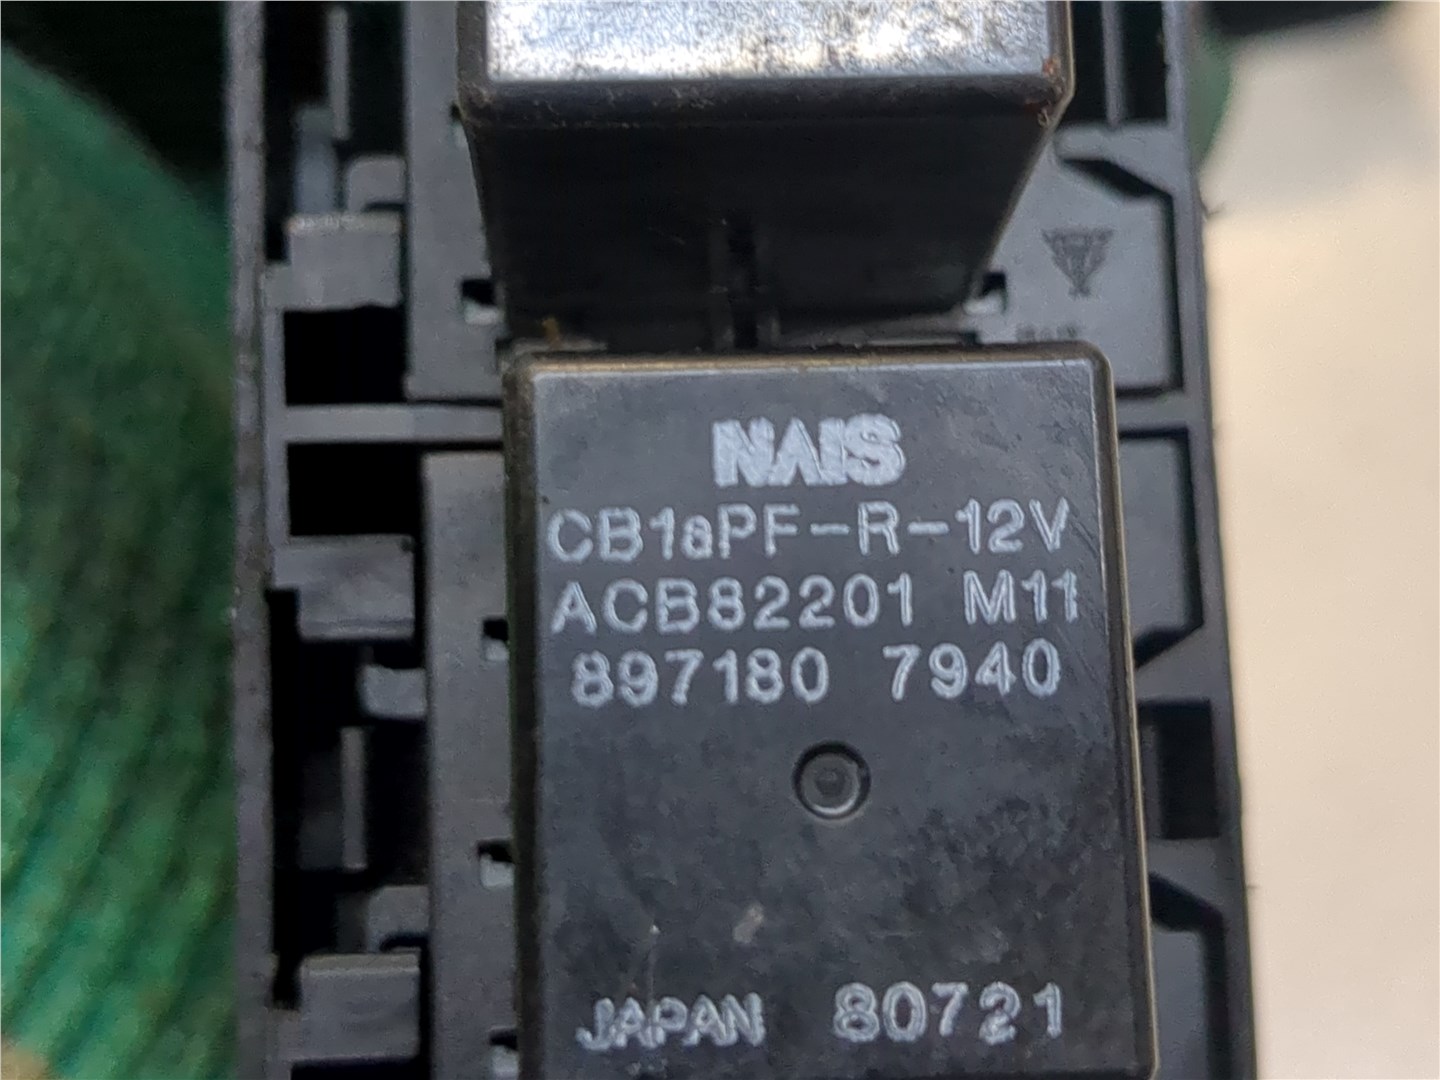 NAIS
CB1aPF-R-12V
ACB82201 M11
897180 7940
JAPAN 80721